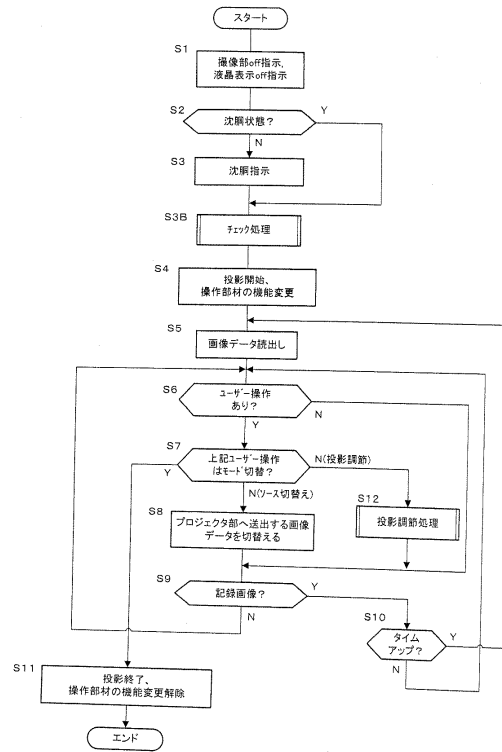 スタート
S1
撮像部off指示,
液晶表示off指示
S2
沈胴状態?
Y
N
S3
沈胴指示
S3B
チェック処理
S4
投影開始、
操作部材の機能変更
S5
画像データ読出し
S6
ユーザー操作
あり?
N
Y
S7
上記ユーザー操作
はモード切替?
Y
N(投影調節)
N(ソース切替え)
S12
投影調節処理
S8
プロジェクタ部へ送出する画像
データを切替える
S9
記録画像?
Y
N
S10
タイム
アップ?
Y
N
S11
投影終了、
操作部材の機能変更解除
エンド